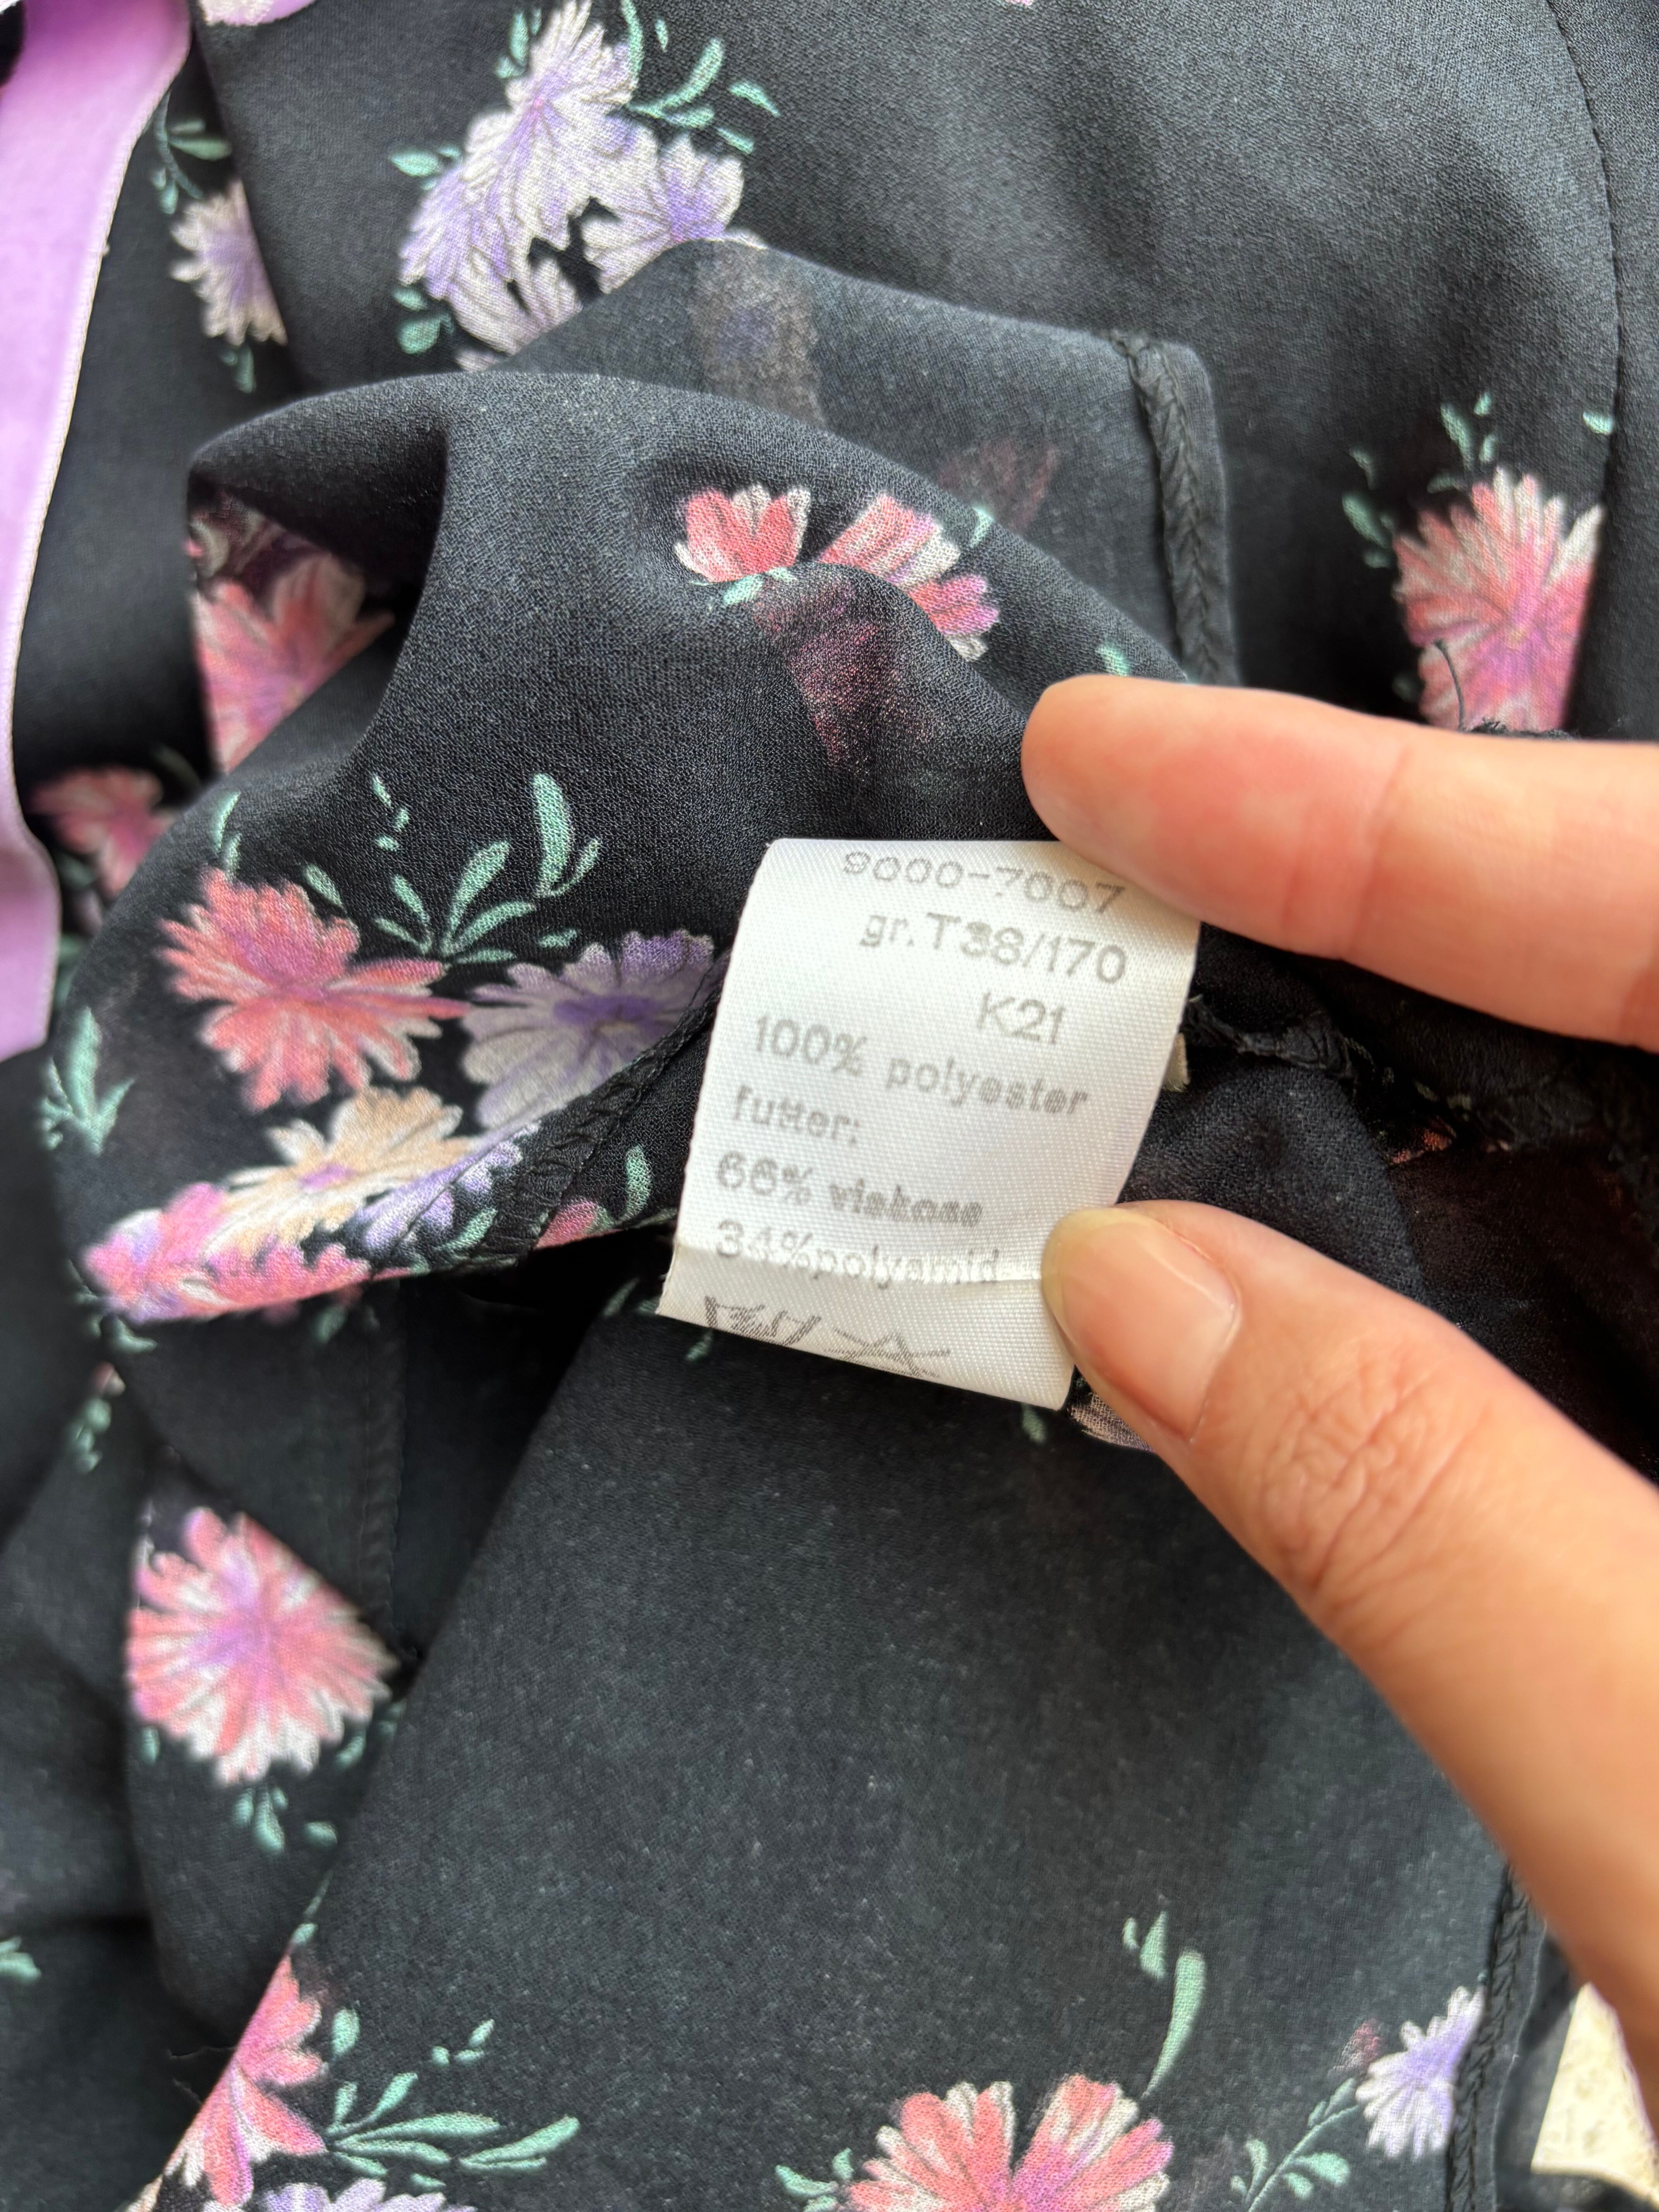 9000-7007
gr.T38/170
K21
100% polyester
futter:
66% viskose
34%polyamid